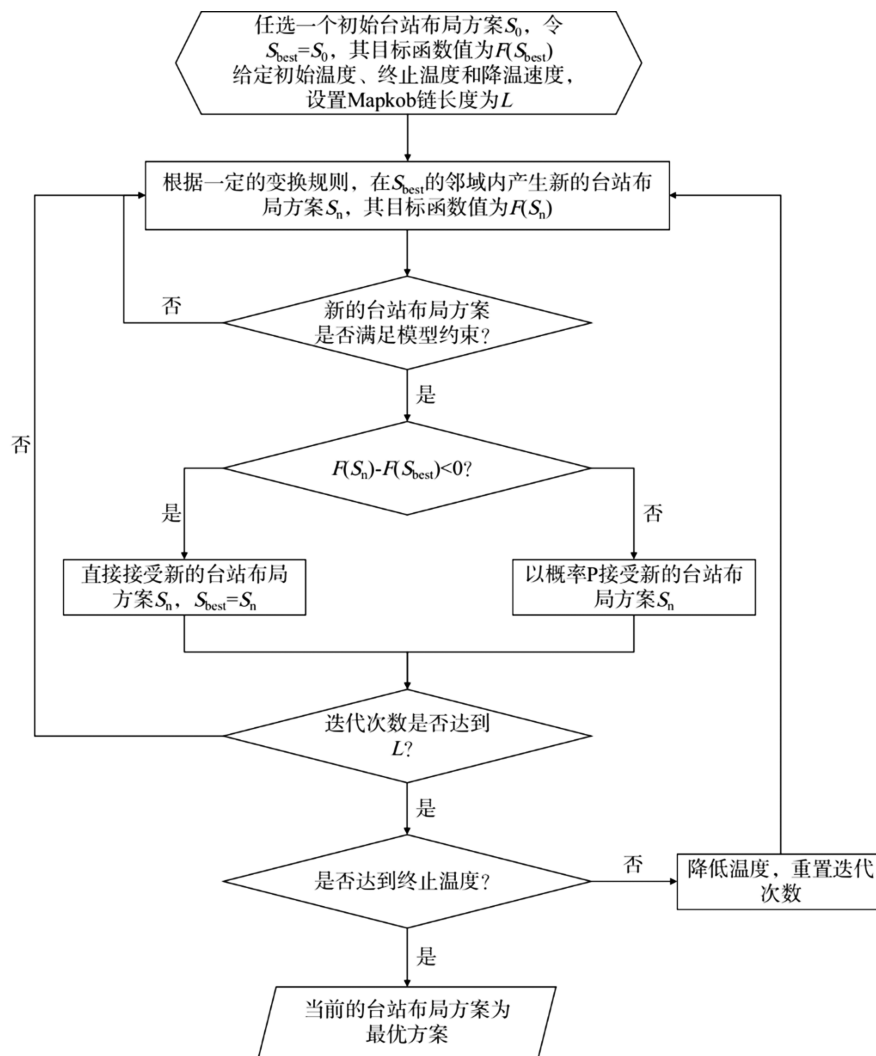 任选一个初始台站布局方案S0，令
Sbest=S0，其目标函数值为F(Sbest)
给定初始温度、终止温度和降温速度，
设置Mapkob链长度为L
根据一定的变换规则，在Sbest的邻域内产生新的台站布
局方案Sn，其目标函数值为F(Sn)
否
新的台站布局方案
是否满足模型约束？
是
否
F(Sn)-F(Sbest)<0？
是
否
直接接受新的台站布局
方案Sn，Sbest=Sn
以概率P接受新的台站布
局方案Sn
迭代次数是否达到
L？
是
是否达到终止温度？
否
降低温度，重置迭代
次数
是
当前的台站布局方案为
最优方案